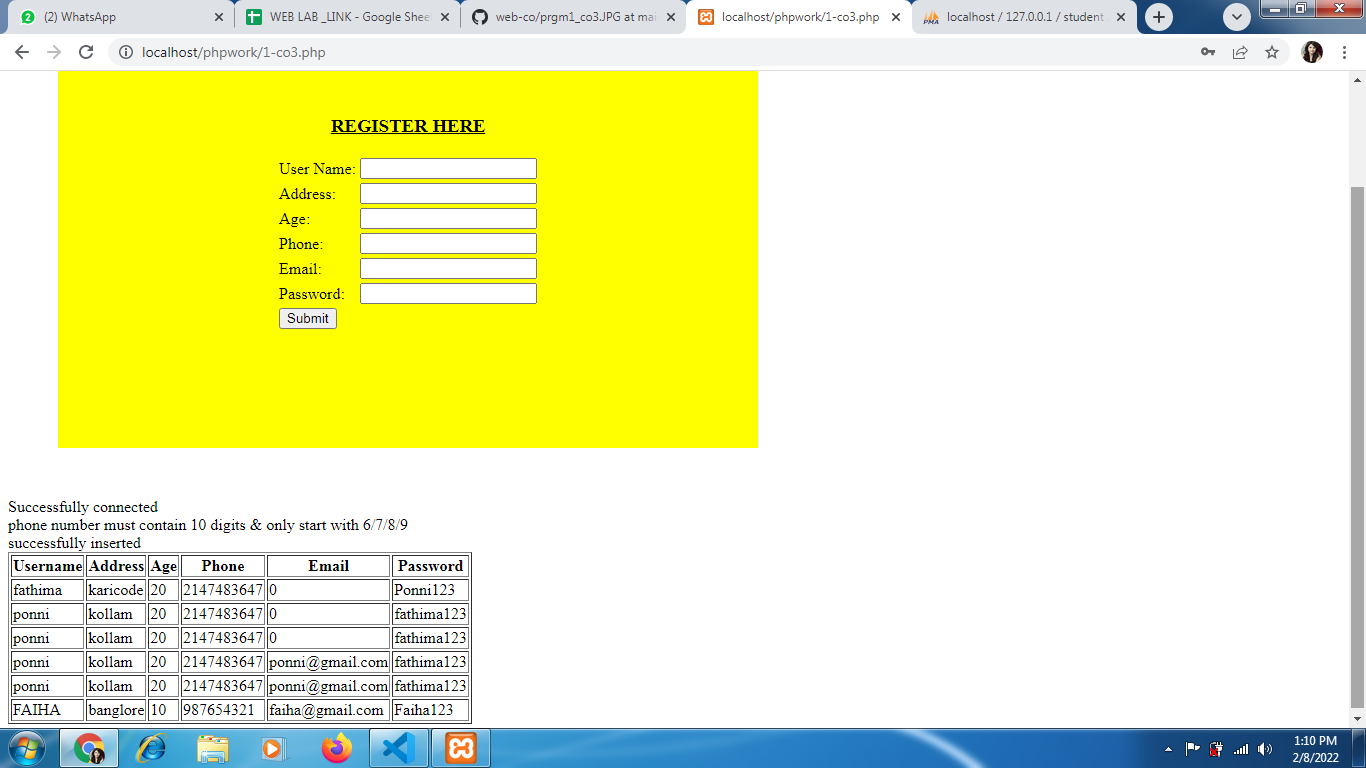 (2) WhatsApp
WEB LAB _LINK - Google Shee
web-co/prgm1_co3.JPG at mai
localhost/phpwork/1-co3.php
localhost / 127.0.0.1 / student
localhost/phpwork/1-co3.php
REGISTER HERE
User Name:
Address:
Age:
Phone:
Email:
Password:
Submit
Successfully connected
phone number must contain 10 digits & only start with 6/7/8/9
successfully inserted
Username Address Age Phone Email Password
fathima karicode 20 2147483647 0 Ponni123
ponni kollam 20 2147483647 0 fathima123
ponni kollam 20 2147483647 0 fathima123
ponni kollam 20 2147483647 ponni@gmail.com fathima123
ponni kollam 20 2147483647 ponni@gmail.com fathima123
FAIHA banglore 10 987654321 faiha@gmail.com Faiha123
1:10 PM
2/8/2022